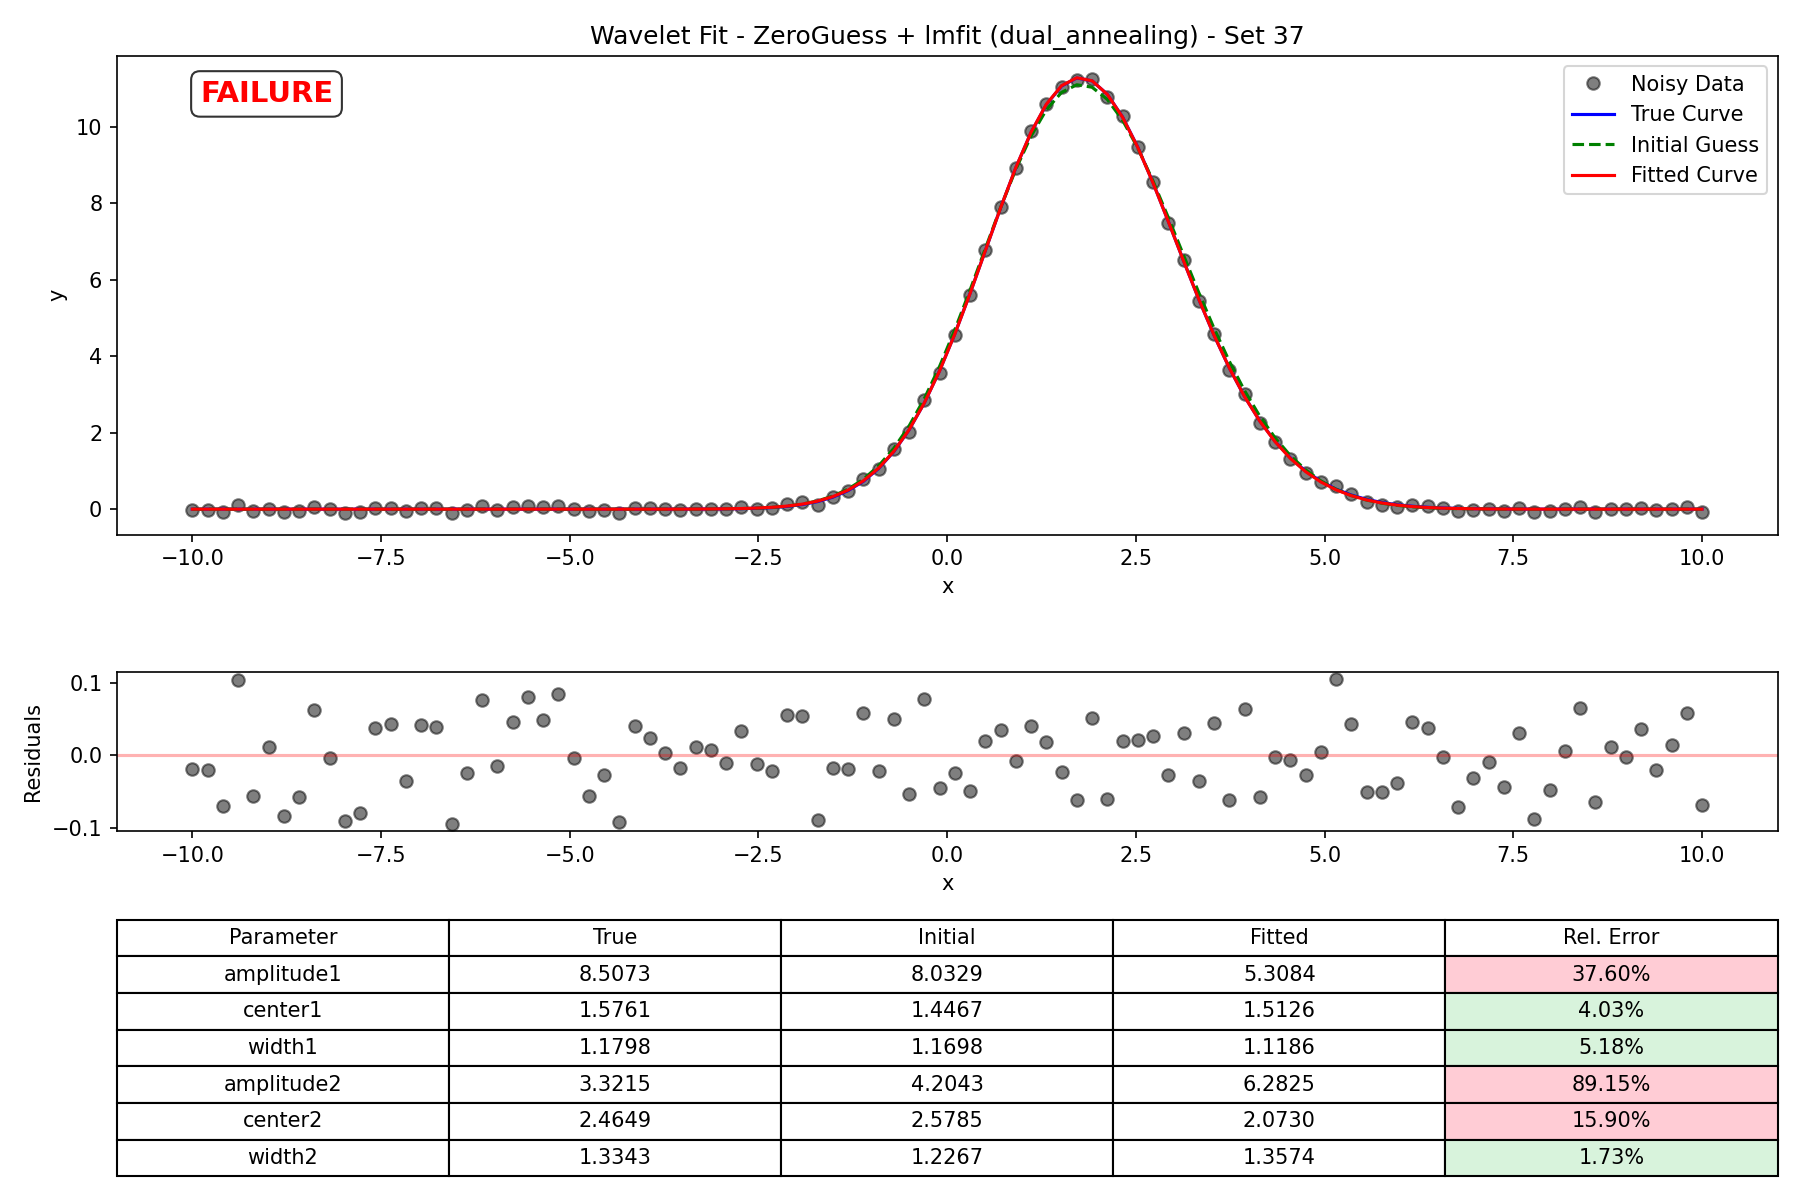 Wavelet Fit - ZeroGuess + lmfit (dual_annealing) - Set 37
FAILURE
Noisy Data
True Curve
Initial Guess
Fitted Curve
y
10
8
6
4
2
0
−10.0 −7.5 −5.0 −2.5 0.0 2.5 5.0 7.5 10.0
x
Residuals
0.1
0.0
−0.1
−10.0 −7.5 −5.0 −2.5 0.0 2.5 5.0 7.5 10.0
x
Parameter True Initial Fitted Rel. Error
amplitude1 8.5073 8.0329 5.3084 37.60%
center1 1.5761 1.4467 1.5126 4.03%
width1 1.1798 1.1698 1.1186 5.18%
amplitude2 3.3215 4.2043 6.2825 89.15%
center2 2.4649 2.5785 2.0730 15.90%
width2 1.3343 1.2267 1.3574 1.73%